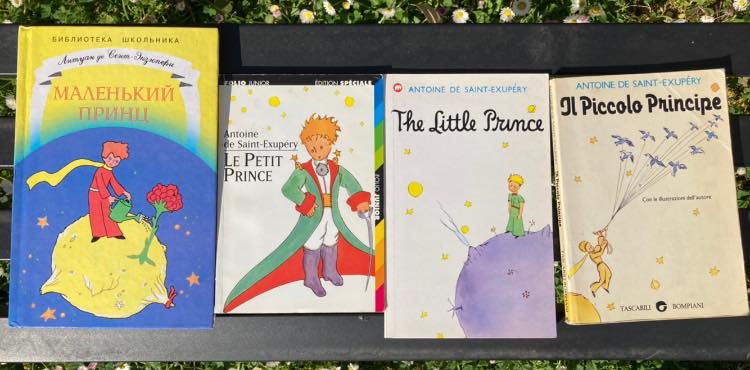 БИБЛИОТЕКА ШКОЛЬНИКА
Антуан де Сент-Экзюпери
МАЛЕНЬКИЙ
ПРИНЦ
FOLIO JUNIOR
ÉDITION SPÉCIALE
Antoine
de Saint-Exupéry
LE PETIT
PRINCE
FOLIO JUNIOR
ANTOINE DE SAINT-EXUPÉRY
The Little Prince
ANTOINE DE SAINT-EXUPÉRY
Il Piccolo Principe
Con le illustrazioni dell'autore
TASCABILI BOMPIANI